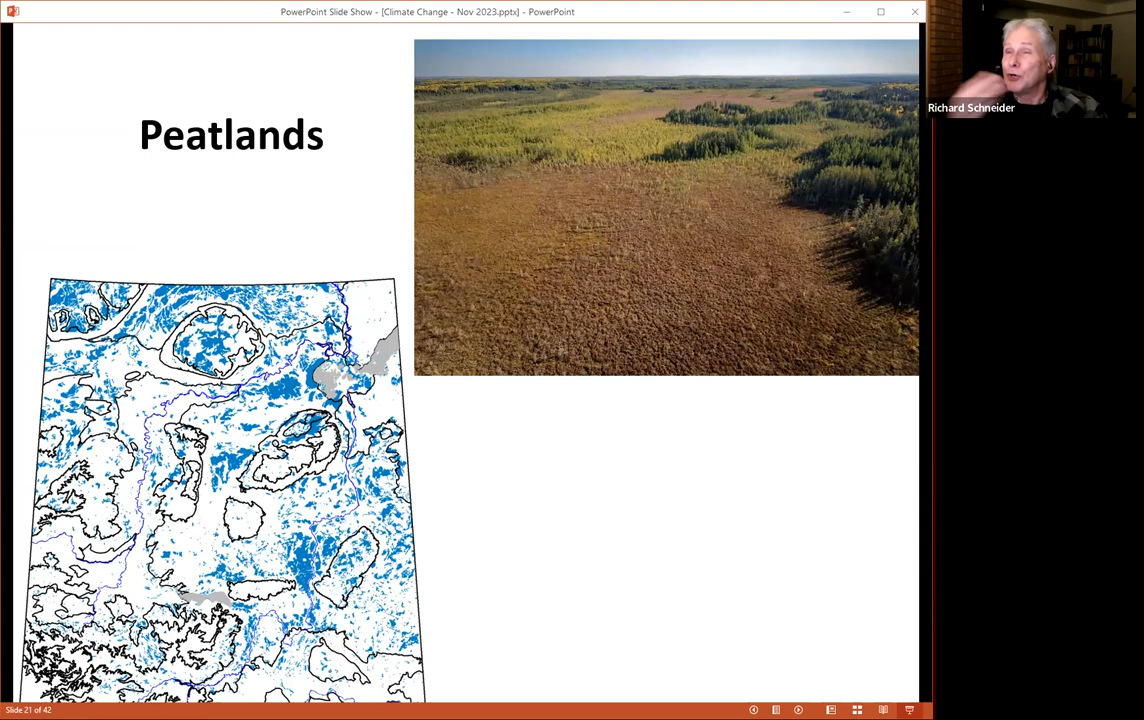 PowerPoint Slide Show - [Climate Change - Nov 2023.pptx] - PowerPoint
Richard Schneider
Peatlands
Slide 21 of 42